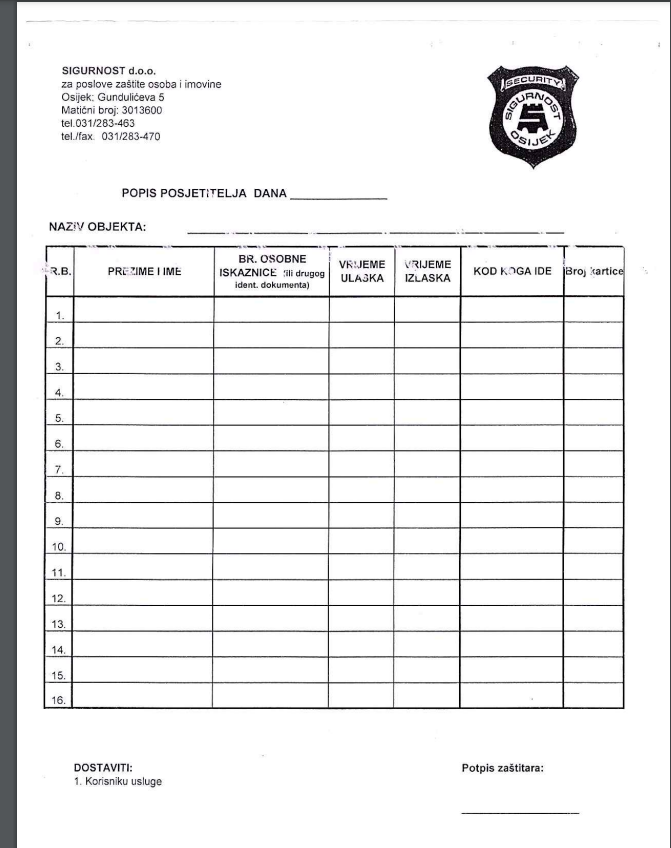 SIGURNOST d.o.o.
za poslove zaštite osoba i imovine
Osijek: Gundulićeva 5
Matični broj: 3013600
tel.031/283-463
tel./fax. 031/283-470
SECURITY
SIGURNOST
OSIJEK
POPIS POSJETITELJA DANA
NAZIV OBJEKTA:
R.B.
PREZIME I IME
BR. OSOBNE
ISKAZNICE (ili drugog
ident. dokumenta)
VRIJEME
ULASKA
VRIJEME
IZLASKA
KOD KOGA IDE
Broj kartice
1.
2.
3.
4.
5.
6.
7.
8.
9.
10.
11.
12.
13.
14.
15.
16.
DOSTAVITI:
1. Korisniku usluge
Potpis zaštitara: